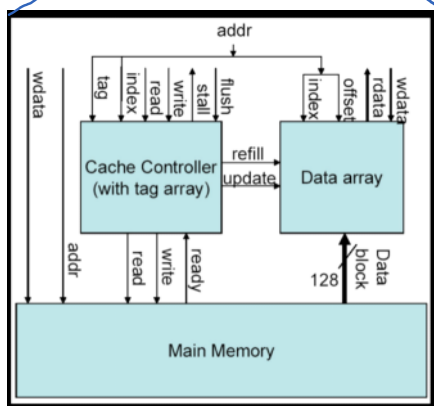 addr
wdata
addr
tag
index
read
write
stall
flush
index
offset
rdata
wdata
Cache Controller
(with tag array)
refill
update
Data array
read
write
ready
128
Data
block
Main Memory